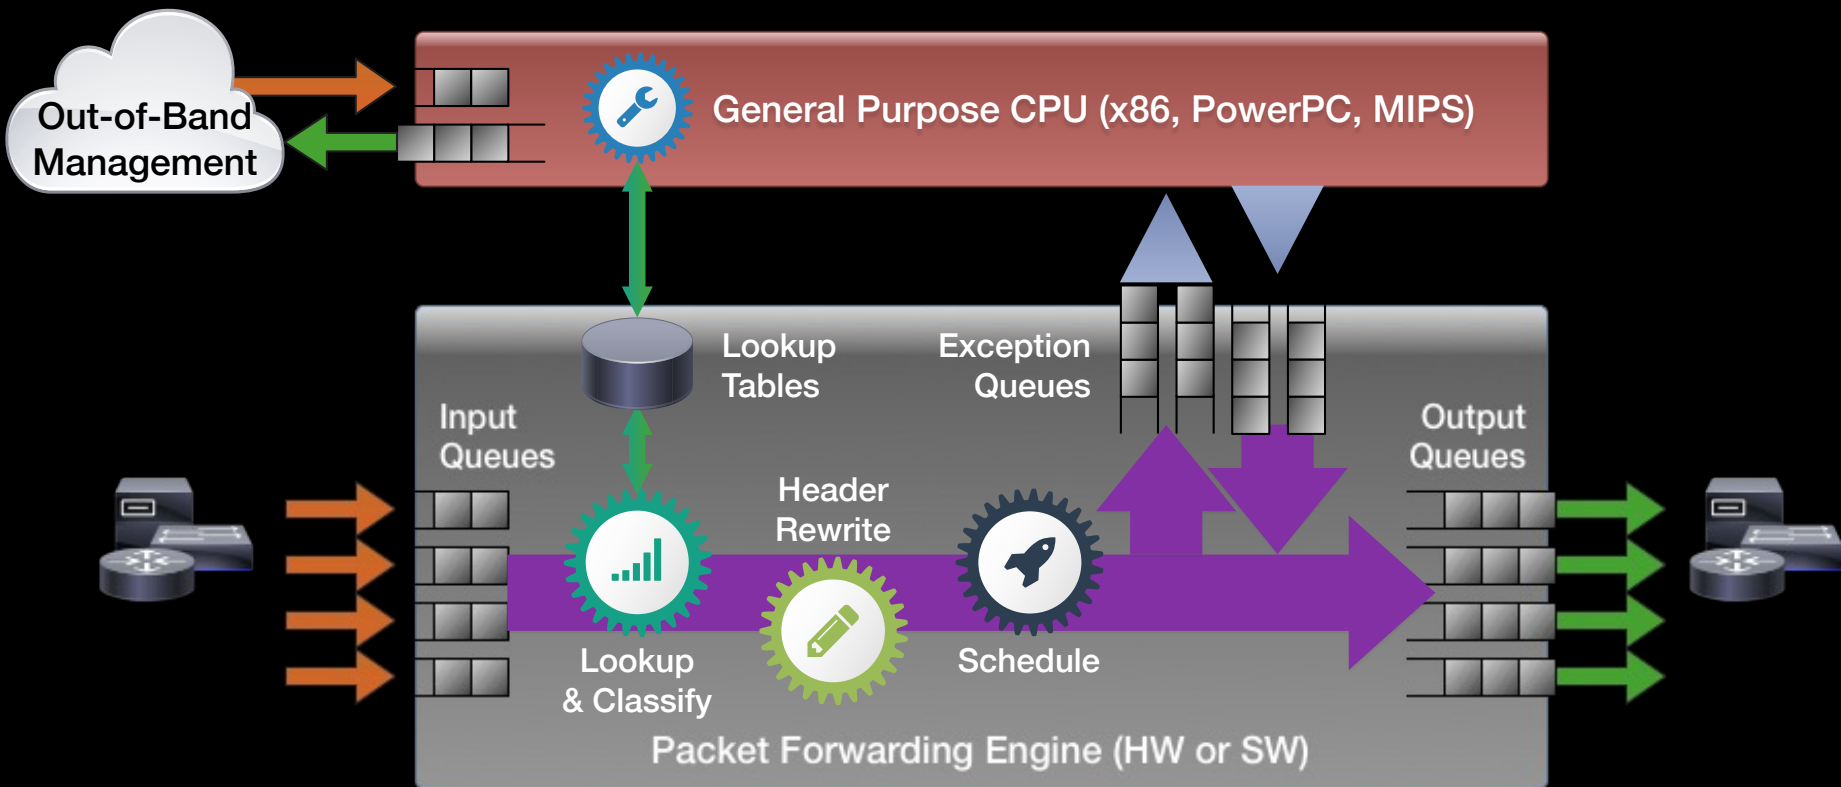 Out-of-Band
Management
General Purpose CPU (x86, PowerPC, MIPS)
Lookup
Tables
Exception
Queues
Input
Queues
Output
Queues
Header
Rewrite
Lookup
& Classify
Schedule
Packet Forwarding Engine (HW or SW)